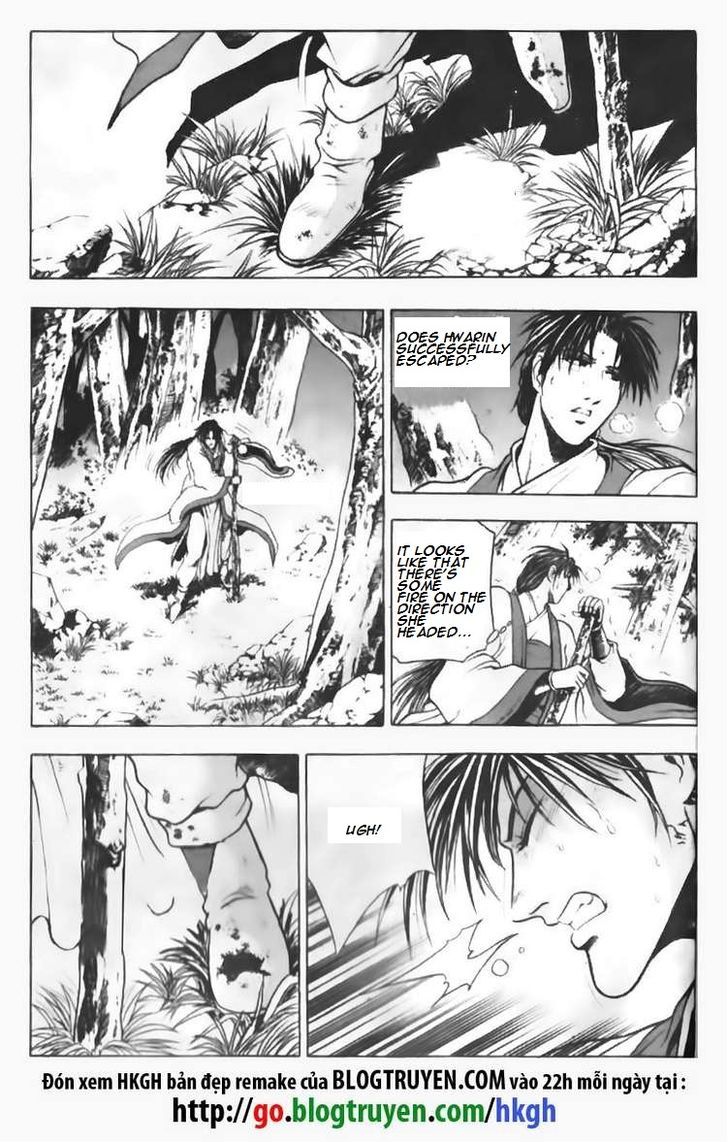 DOES HWARIN
SUCCESSFULLY
ESCAPED?
IT LOOKS
LIKE THAT
THERE'S
SOME
FIRE ON THE
DIRECTION
SHE
HEADED...
UGH!
Đón xem HKGH bản đẹp remake của BLOGTRUYEN.COM vào 22h mỗi ngày tại :
http://go.blogtruyen.com/hkgh